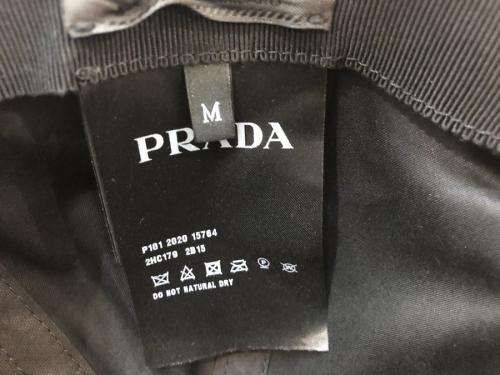 M
PRADA
P101 2020 15764
2HC179 2B15
P
DO NOT NATURAL DRY